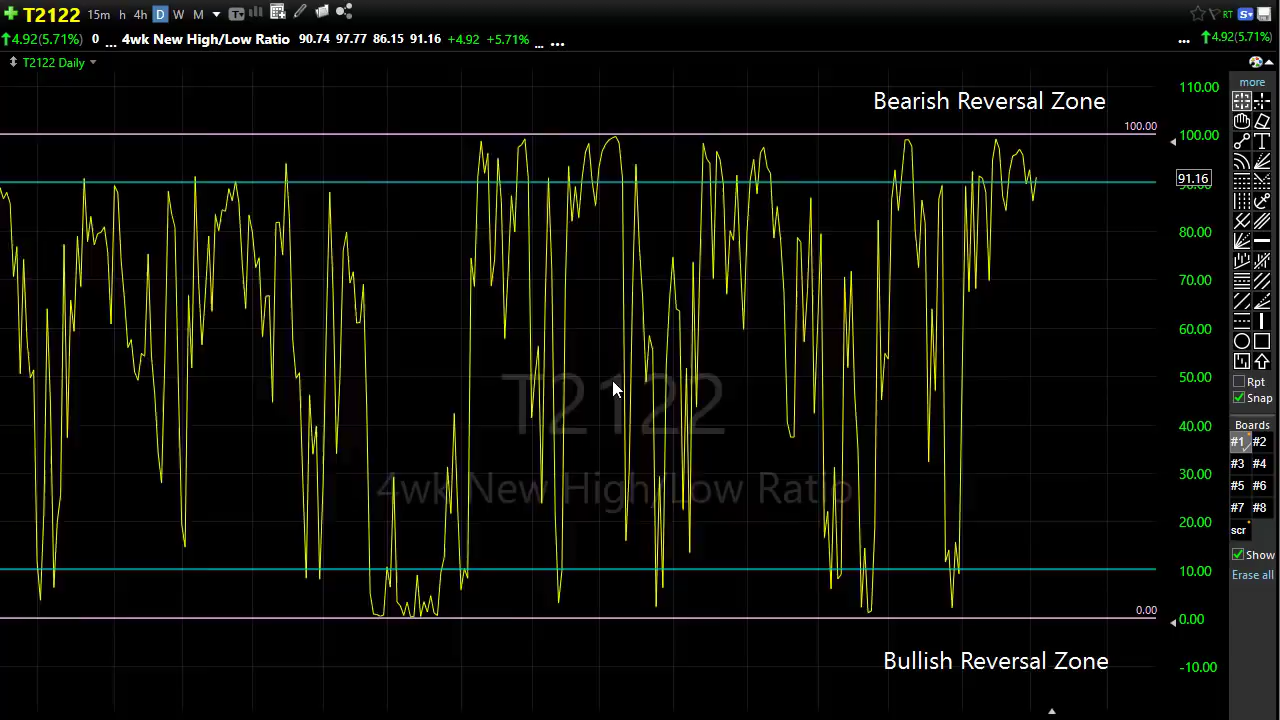 T2122 15m h 4h D W M T RT S
4.92(5.71%) 0 ... 4wk New High/Low Ratio 90.74 97.77 86.15 91.16 +4.92 +5.71% ... ... ... 4.92(5.71%)
T2122 Daily
more
110.00
Bearish Reversal Zone
100.00
100.00
91.16
80.00
70.00
60.00
50.00
40.00
30.00
20.00
10.00
0.00
0.00
-10.00
T2122
4wk New High/Low Ratio
Bullish Reversal Zone
T
Rpt
Snap
Boards
#1 #2
#3 #4
#5 #6
#7 #8
scr
Show
Erase all